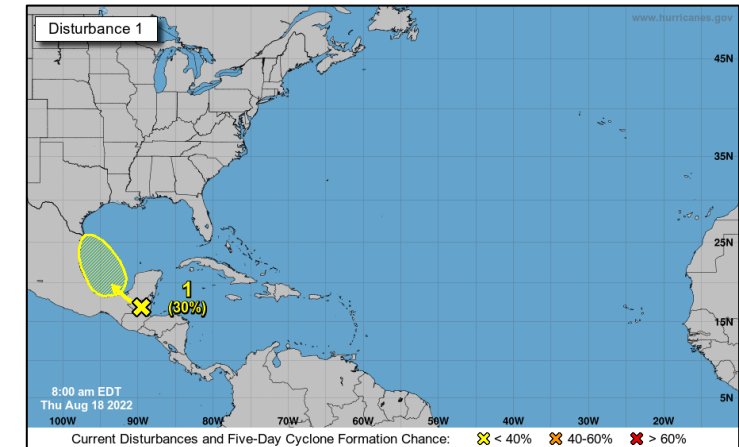 Disturbance 1
www.hurricanes.gov
45N
35N
25N
1
(30%)
15N
8:00 am EDT
Thu Aug 18 2022
5N
100W 90W 80W 70W 60W 50W 40W 30W 20W
Current Disturbances and Five-Day Cyclone Formation Chance: < 40% 40-60% > 60%